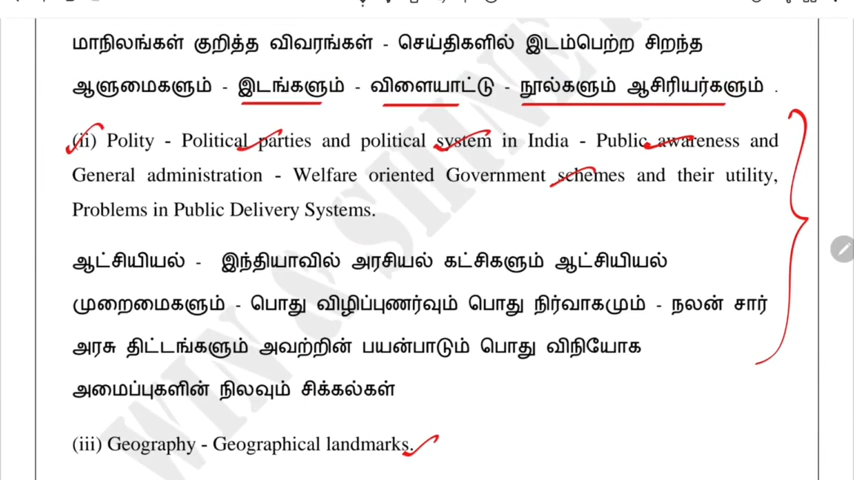 மாநிலங்கள் குறித்த விவரங்கள் - செய்திகளில் இடம்பெற்ற சிறந்த
ஆளுமைகளும் - இடங்களும் - விளையாட்டு - நூல்களும் ஆசிரியர்களும் .
(ii) Polity - Political parties and political system in India - Public awareness and
General administration - Welfare oriented Government schemes and their utility,
Problems in Public Delivery Systems.
ஆட்சியியல் - இந்தியாவில் அரசியல் கட்சிகளும் ஆட்சியியல்
முறைமைகளும் - பொது விழிப்புணர்வும் பொது நிர்வாகமும் - நலன் சார்
அரசு திட்டங்களும் அவற்றின் பயன்பாடும் பொது விநியோக
அமைப்புகளின் நிலவும் சிக்கல்கள்
(iii) Geography - Geographical landmarks.
WIN & SHINE